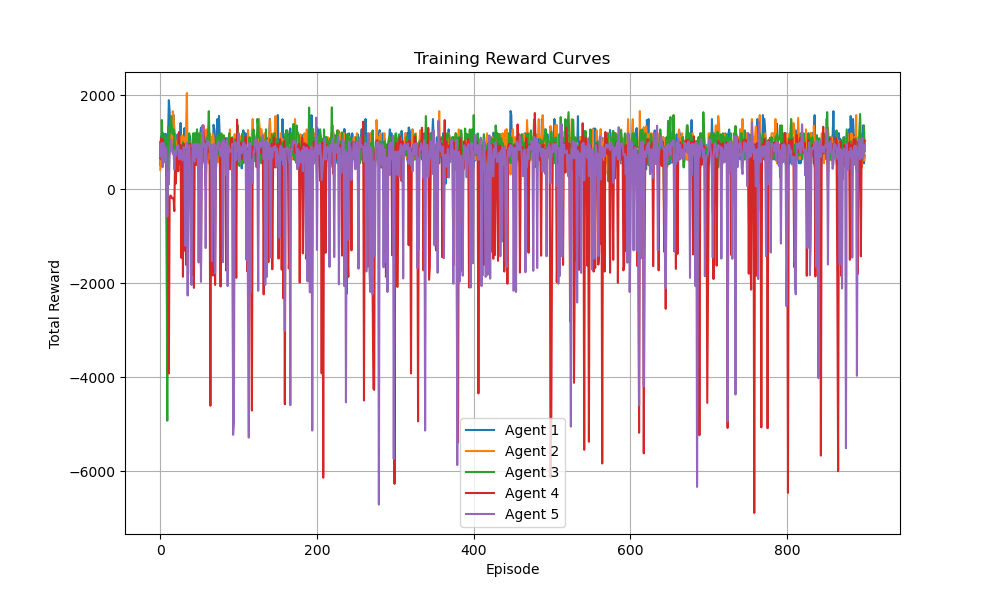 Training Reward Curves
Total Reward
2000
0
−2000
−4000
−6000
Agent 1
Agent 2
Agent 3
Agent 4
Agent 5
0 200 400 600 800
Episode